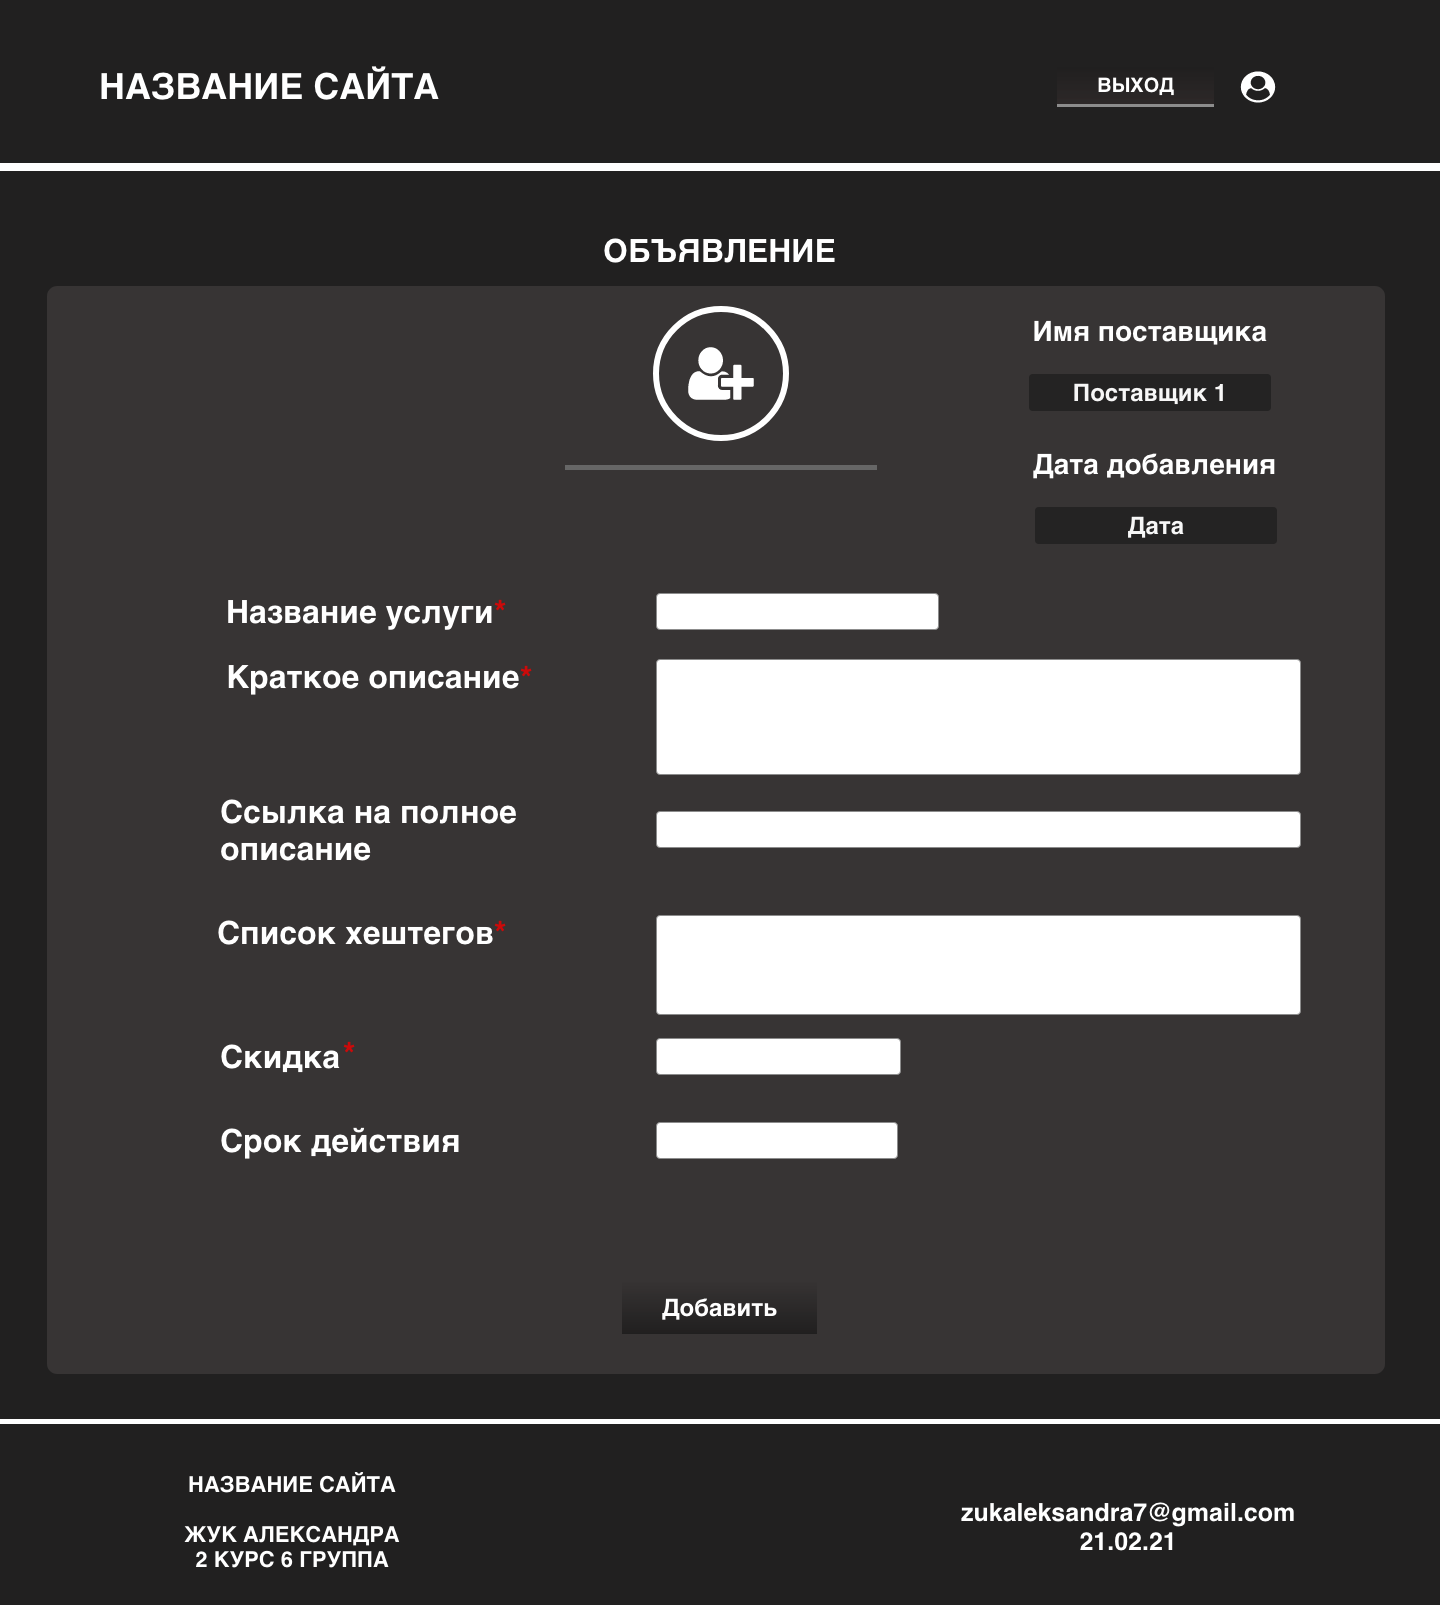 НАЗВАНИЕ САЙТА
ВЫХОД
ОБЪЯВЛЕНИЕ
Имя поставщика
Поставщик 1
Дата добавления
Дата
Название услуги*
Краткое описание*
Ссылка на полное
описание
Список хештегов*
Скидка*
Срок действия
Добавить
НАЗВАНИЕ САЙТА
ЖУК АЛЕКСАНДРА
2 КУРС 6 ГРУППА
zukaleksandra7@gmail.com
21.02.21